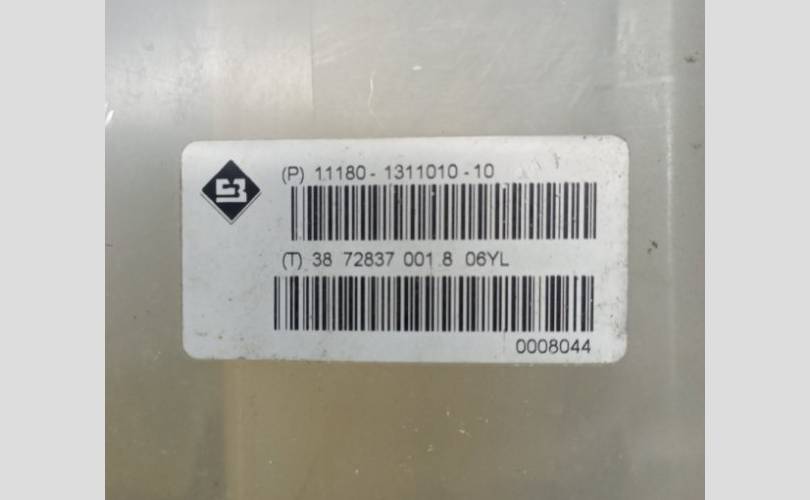 (P) 11180 - 1311010 - 10
(T) 38 72837 001 8 06YL
0008044